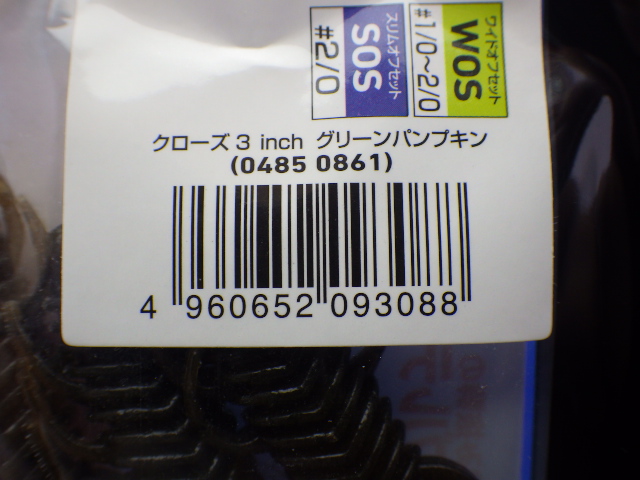 スリムオフセット
SOS
#2/0
ワイドオフセット
WOS
#1/0~2/0
クローズ 3 inch グリーンパンプキン
(0485 0861)
4 960652 093088